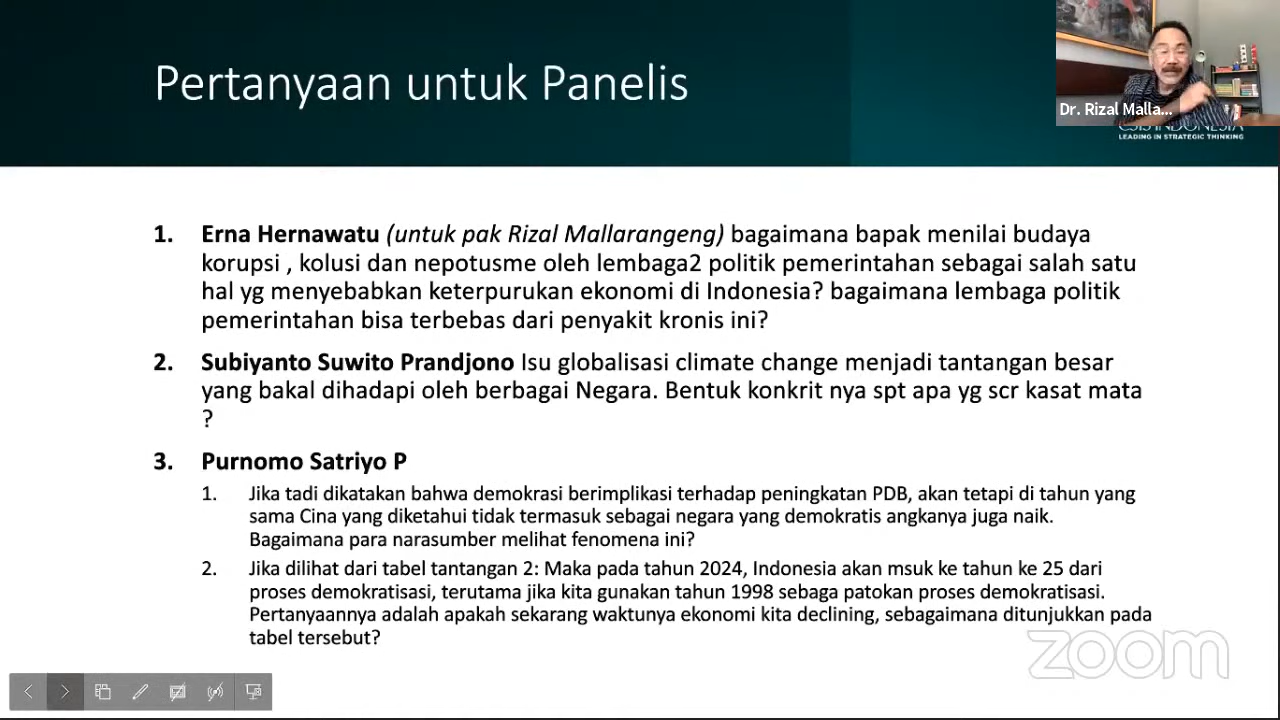 Pertanyaan untuk Panelis
Dr. Rizal Malla...
CSIS INDONESIA
LEADING IN STRATEGIC THINKING
1. Erna Hernawatu (untuk pak Rizal Mallarangeng) bagaimana bapak menilai budaya
korupsi , kolusi dan nepotusme oleh lembaga2 politik pemerintahan sebagai salah satu
hal yg menyebabkan keterpurukan ekonomi di Indonesia? bagaimana lembaga politik
pemerintahan bisa terbebas dari penyakit kronis ini?
2. Subiyanto Suwito Prandjono Isu globalisasi climate change menjadi tantangan besar
yang bakal dihadapi oleh berbagai Negara. Bentuk konkrit nya spt apa yg scr kasat mata
?
3. Purnomo Satriyo P
1. Jika tadi dikatakan bahwa demokrasi berimplikasi terhadap peningkatan PDB, akan tetapi di tahun yang
sama Cina yang diketahui tidak termasuk sebagai negara yang demokratis angkanya juga naik.
Bagaimana para narasumber melihat fenomena ini?
2. Jika dilihat dari tabel tantangan 2: Maka pada tahun 2024, Indonesia akan msuk ke tahun ke 25 dari
proses demokratisasi, terutama jika kita gunakan tahun 1998 sebaga patokan proses demokratisasi.
Pertanyaannya adalah apakah sekarang waktunya ekonomi kita declining, sebagaimana ditunjukkan pada
tabel tersebut?
zoom